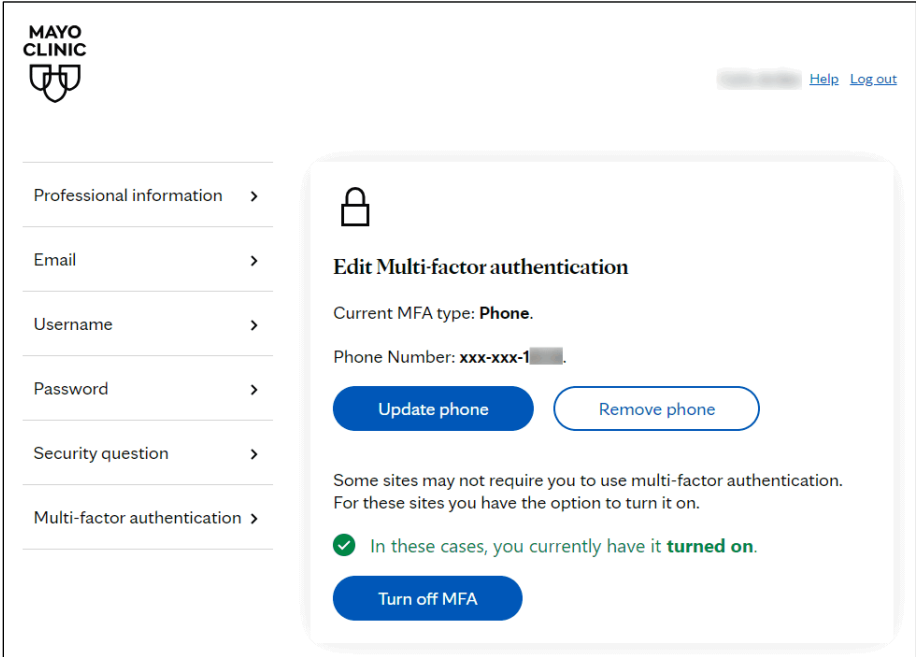 MAYO
CLINIC
Help Log out
Professional information
Email
Username
Password
Security question
Multi-factor authentication
Edit Multi-factor authentication
Current MFA type: Phone.
Phone Number: xxx-xxx-1 .
Update phone Remove phone
Some sites may not require you to use multi-factor authentication.
For these sites you have the option to turn it on.
In these cases, you currently have it turned on.
Turn off MFA